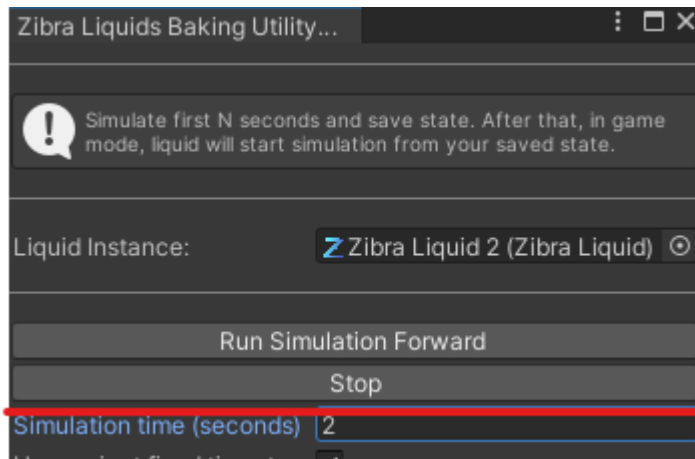 Zibra Liquids Baking Utility...
Simulate first N seconds and save state. After that, in game
mode, liquid will start simulation from your saved state.
Liquid Instance: Zibra Liquid 2 (Zibra Liquid)
Run Simulation Forward
Stop
Simulation time (seconds) 2